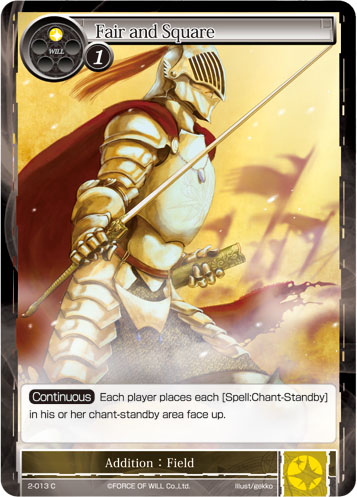 Fair and Square
WILL
1
Continuous Each player places each [Spell:Chant-Standby]
in his or her chant-standby area face up.
Addition : Field
2-013 C ©FORCE OF WILL Co.,Ltd. Illust/gekko